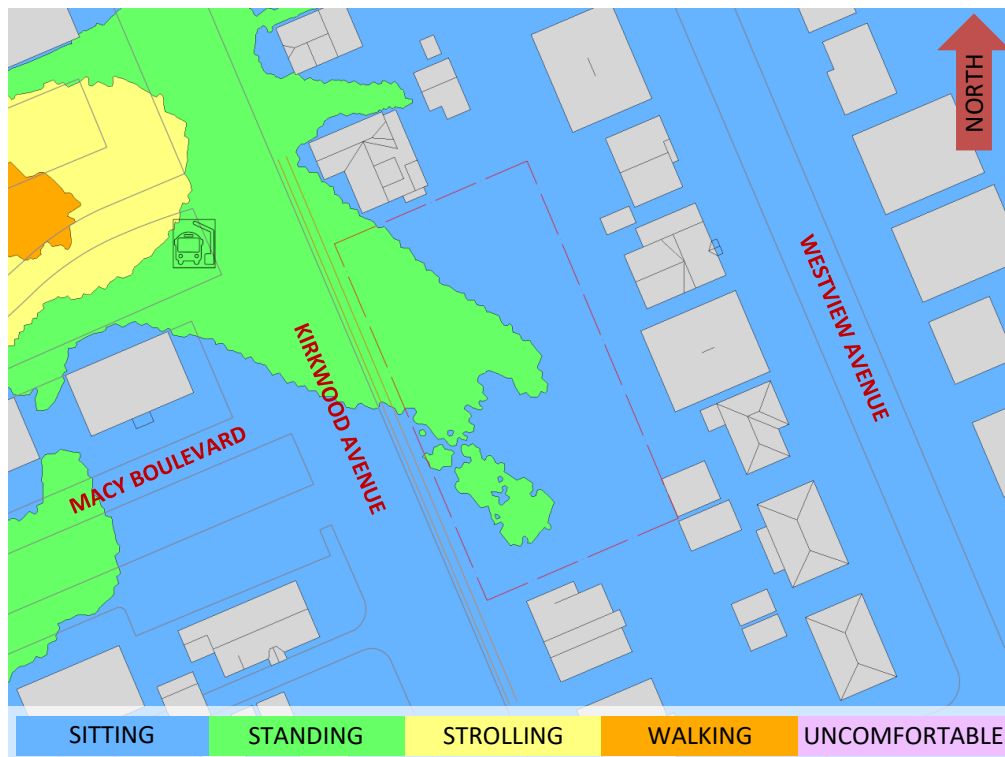 NORTH
WESTVIEW AVENUE
KIRKWOOD AVENUE
MACY BOULEVARD
SITTING
STANDING
STROLLING
WALKING
UNCOMFORTABLE